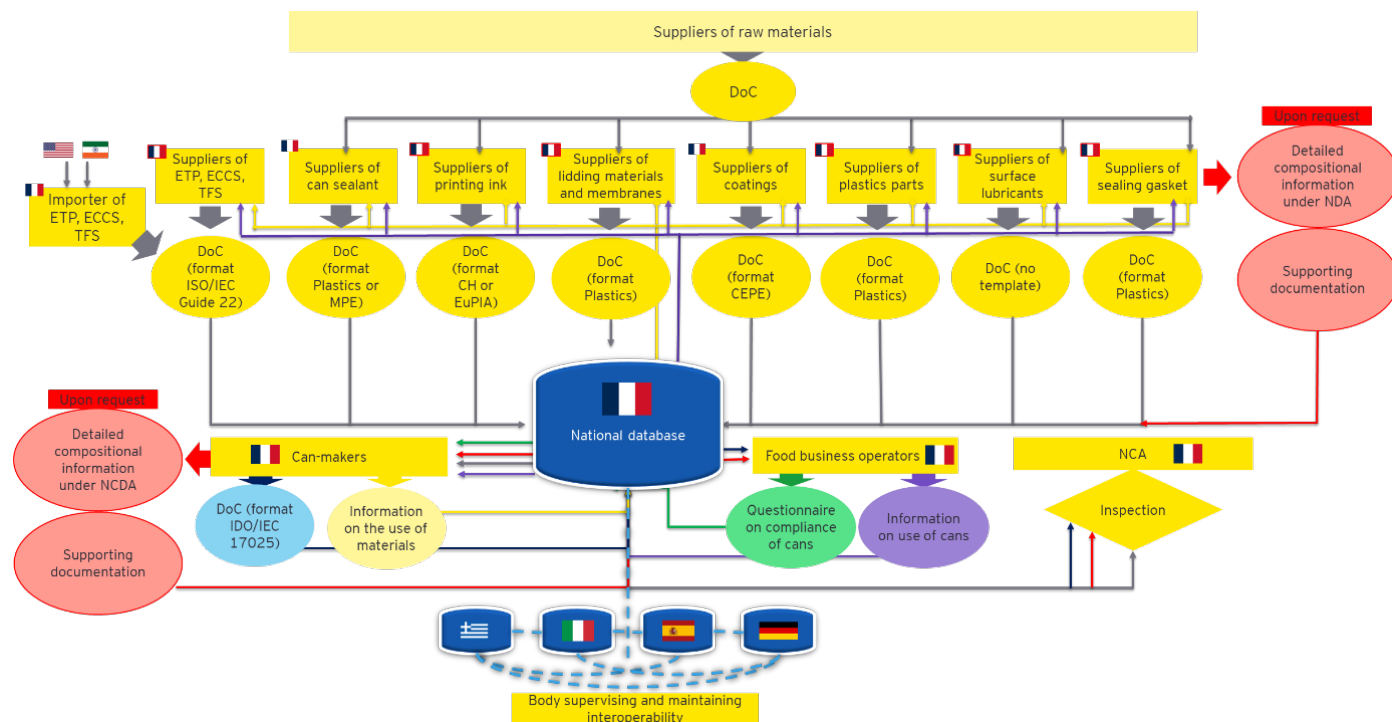 Suppliers of raw materials
DoC
Upon request
Detailed
compositional
information
under NDA
Supporting
documentation
Importer of
ETP, ECCS,
TFS
Suppliers of
ETP, ECCS,
TFS
Suppliers of
can sealant
Suppliers of
printing ink
Suppliers of
lidding materials
and membranes
Suppliers of
coatings
Suppliers of
plastics parts
Suppliers of
surface
lubricants
Suppliers of
sealing gasket
DoC
(format
ISO/IEC
Guide 22)
DoC
(format
Plastics or
MPE)
DoC
(format
CH or
EuPIA)
DoC
(format
Plastics)
DoC
(format
CEPE)
DoC
(format
Plastics)
DoC (no
template)
DoC
(format
Plastics)
National database
Upon request
Detailed
compositional
information
under NCDA
Supporting
documentation
Can-makers
DoC (format
IDO/IEC
17025)
Information
on the use of
materials
Food business operators
Questionnaire
on compliance
of cans
Information
on use of cans
NCA
Inspection
Body supervising and maintaining
interoperability